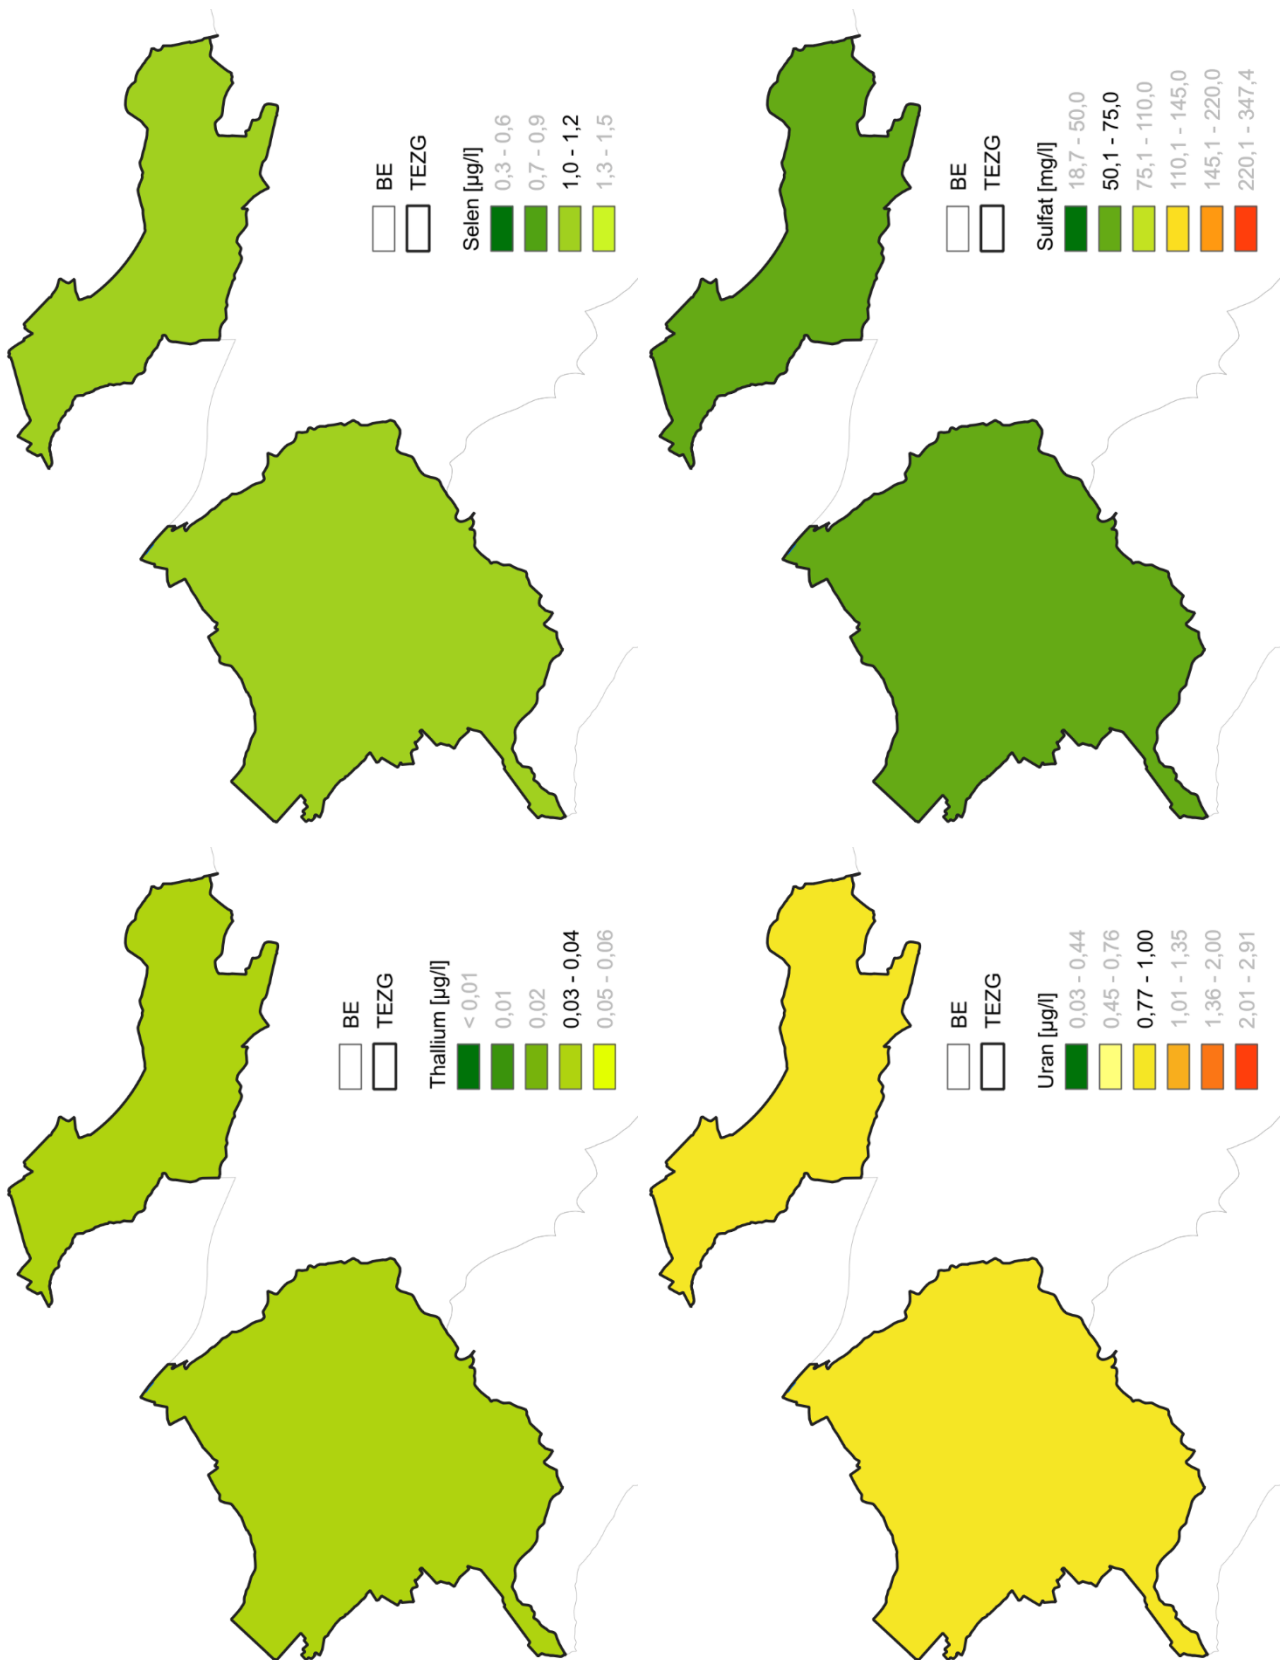 BE
TEZG
Selen [µg/l]
0,3 - 0,6
0,7 - 0,9
1,0 - 1,2
1,3 - 1,5
BE
TEZG
Sulfat [mg/l]
18,7 - 50,0
50,1 - 75,0
75,1 - 110,0
110,1 - 145,0
145,1 - 220,0
220,1 - 347,4
BE
TEZG
Thallium [µg/l]
< 0,01
0,01
0,02
0,03 - 0,04
0,05 - 0,06
BE
TEZG
Uran [µg/l]
0,03 - 0,44
0,45 - 0,76
0,77 - 1,00
1,01 - 1,35
1,36 - 2,00
2,01 - 2,91